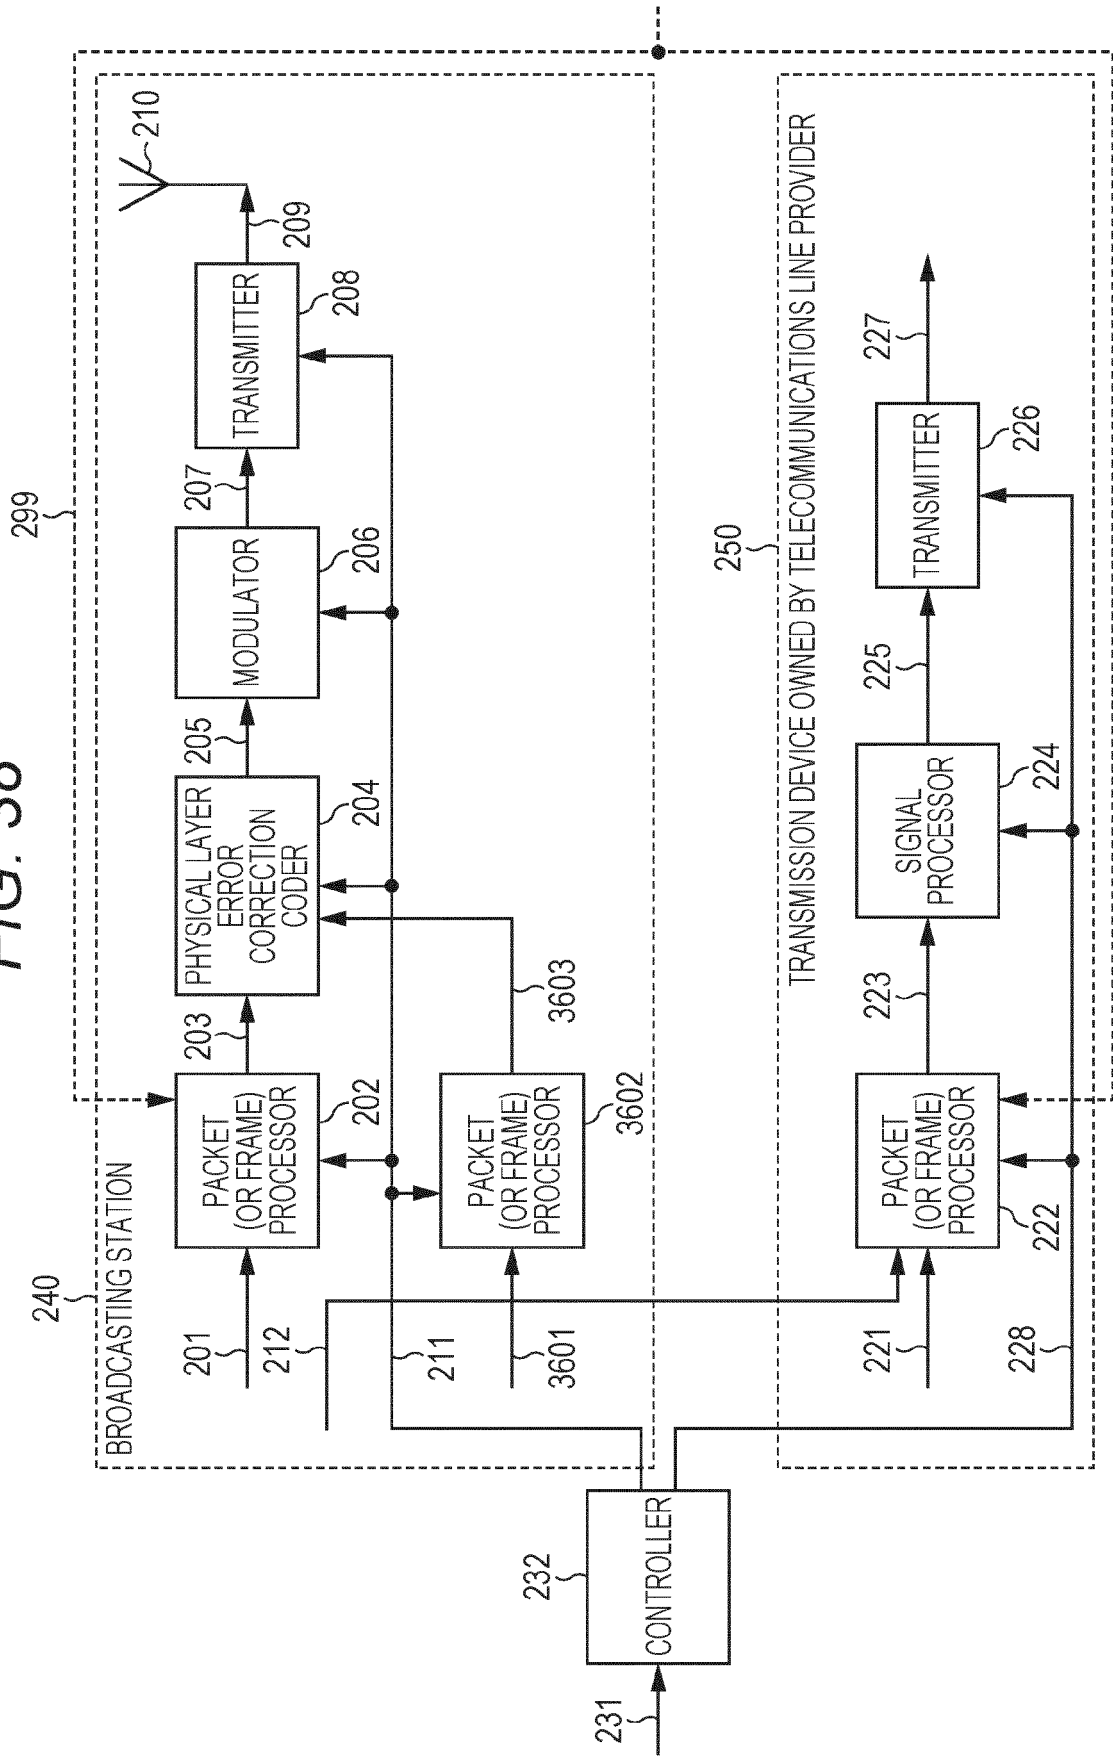 FIG. 38
299
240
BROADCASTING STATION
201
PACKET
(OR FRAME)
PROCESSOR
202
203
PHYSICAL LAYER
ERROR
CORRECTION
CODER
204
205
MODULATOR
206
207
TRANSMITTER
208
209
210
212
211
3601
PACKET
(OR FRAME)
PROCESSOR
3602
3603
231
232
CONTROLLER
250
TRANSMISSION DEVICE OWNED BY TELECOMMUNICATIONS LINE PROVIDER
221
PACKET
(OR FRAME)
PROCESSOR
222
223
SIGNAL
PROCESSOR
224
225
TRANSMITTER
226
227
228